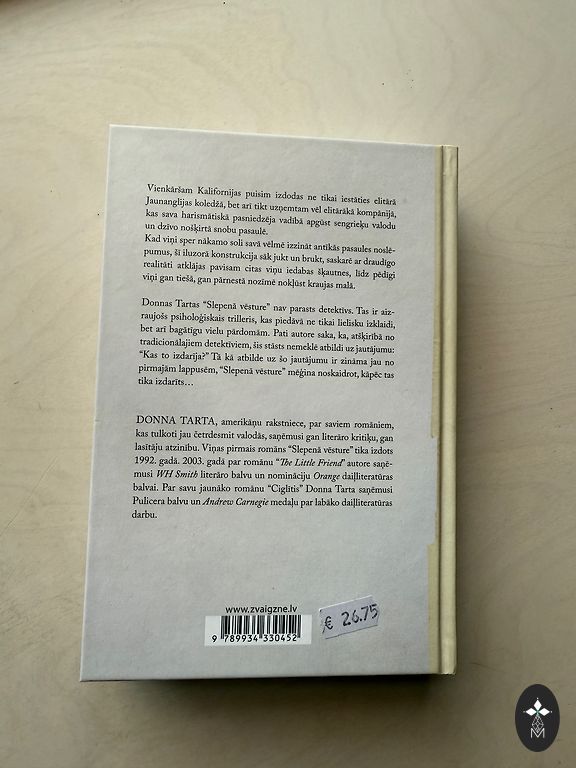 Vienkāršam Kalifornijas puisim izdodas ne tikai iestāties elitārā
Jaunanglijas koledžā, bet arī tikt uzņemtam vēl elitārākā kompānijā,
kas sava harismātiskā pasniedzēja vadībā apgūst sengrieķu valodu
un dzīvo nošķirtā snobu pasaulē.
Kad viņi sper nākamo soli savā vēlmē izzināt antīkās pasaules noslē-
pumus, šī iluzorā konstrukcija sāk jukt un brukt, saskarē ar draudīgo
realitāti atklājas pavisam citas viņu iedabas šķautnes, līdz pēdīgi
viņi gan tiešā, gan pārnestā nozīmē nokļūst kraujas malā.
Donnas Tartas “Slepenā vēsture” nav parasts detektīvs. Tas ir aiz-
raujošs psiholoģiskais trilleris, kas piedāvā ne tikai lielisku izklaidi,
bet arī bagātīgu vielu pārdomām. Pati autore saka, ka, atšķirībā no
tradicionālajiem detektīviem, šis stāsts nemeklē atbildi uz jautājumu:
“Kas to izdarīja?” Tā kā atbilde uz šo jautājumu ir zināma jau no
pirmajām lappusēm, “Slepenā vēsture” mēģina noskaidrot, kāpēc tas
tika izdarīts…
DONNA TARTA, amerikāņu rakstniece, par saviem romāniem,
kas tulkoti jau četrdesmit valodās, saņēmusi gan literāro kritiķu, gan
lasītāju atzinību. Viņas pirmais romāns “Slepenā vēsture” tika izdots
1992. gadā. 2003. gadā par romānu “The Little Friend” autore saņē-
musi WH Smith literāro balvu un nomināciju Orange daiļliteratūras
balvai. Par savu jaunāko romānu “Ciglītis” Donna Tarta saņēmusi
Pulicera balvu un Andrew Carnegie medaļu par labāko daiļliteratūras
darbu.
www.zvaigzne.lv
€ 26.75
9 789934 330452
M